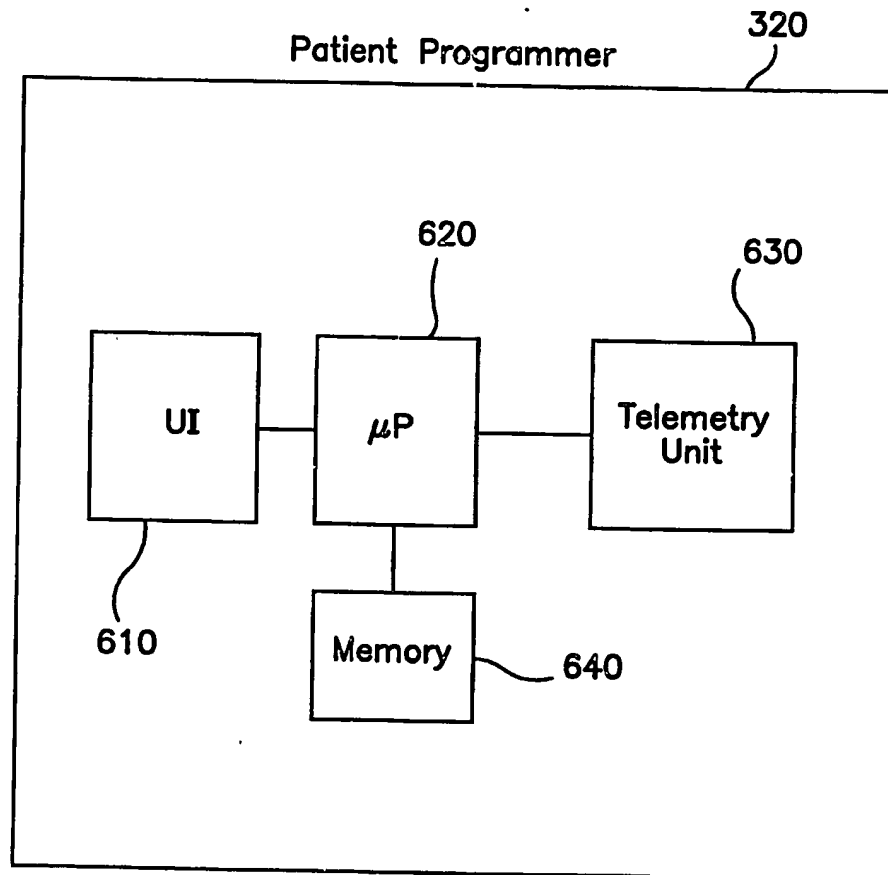 320
Patient Programmer
620
630
UI
μP
Telemetry
Unit
610
Memory
640